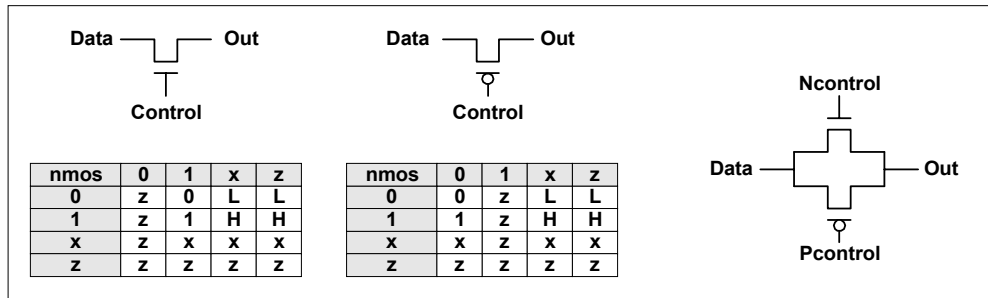 Data Out
Control
Data Out
Control
nmos 0 1 x z
0 z 0 L L
1 z 1 H H
x z x x x
z z z z z
nmos 0 1 x z
0 0 z L L
1 1 z H H
x x z x x
z z z z z
Ncontrol
Data Out
Pcontrol